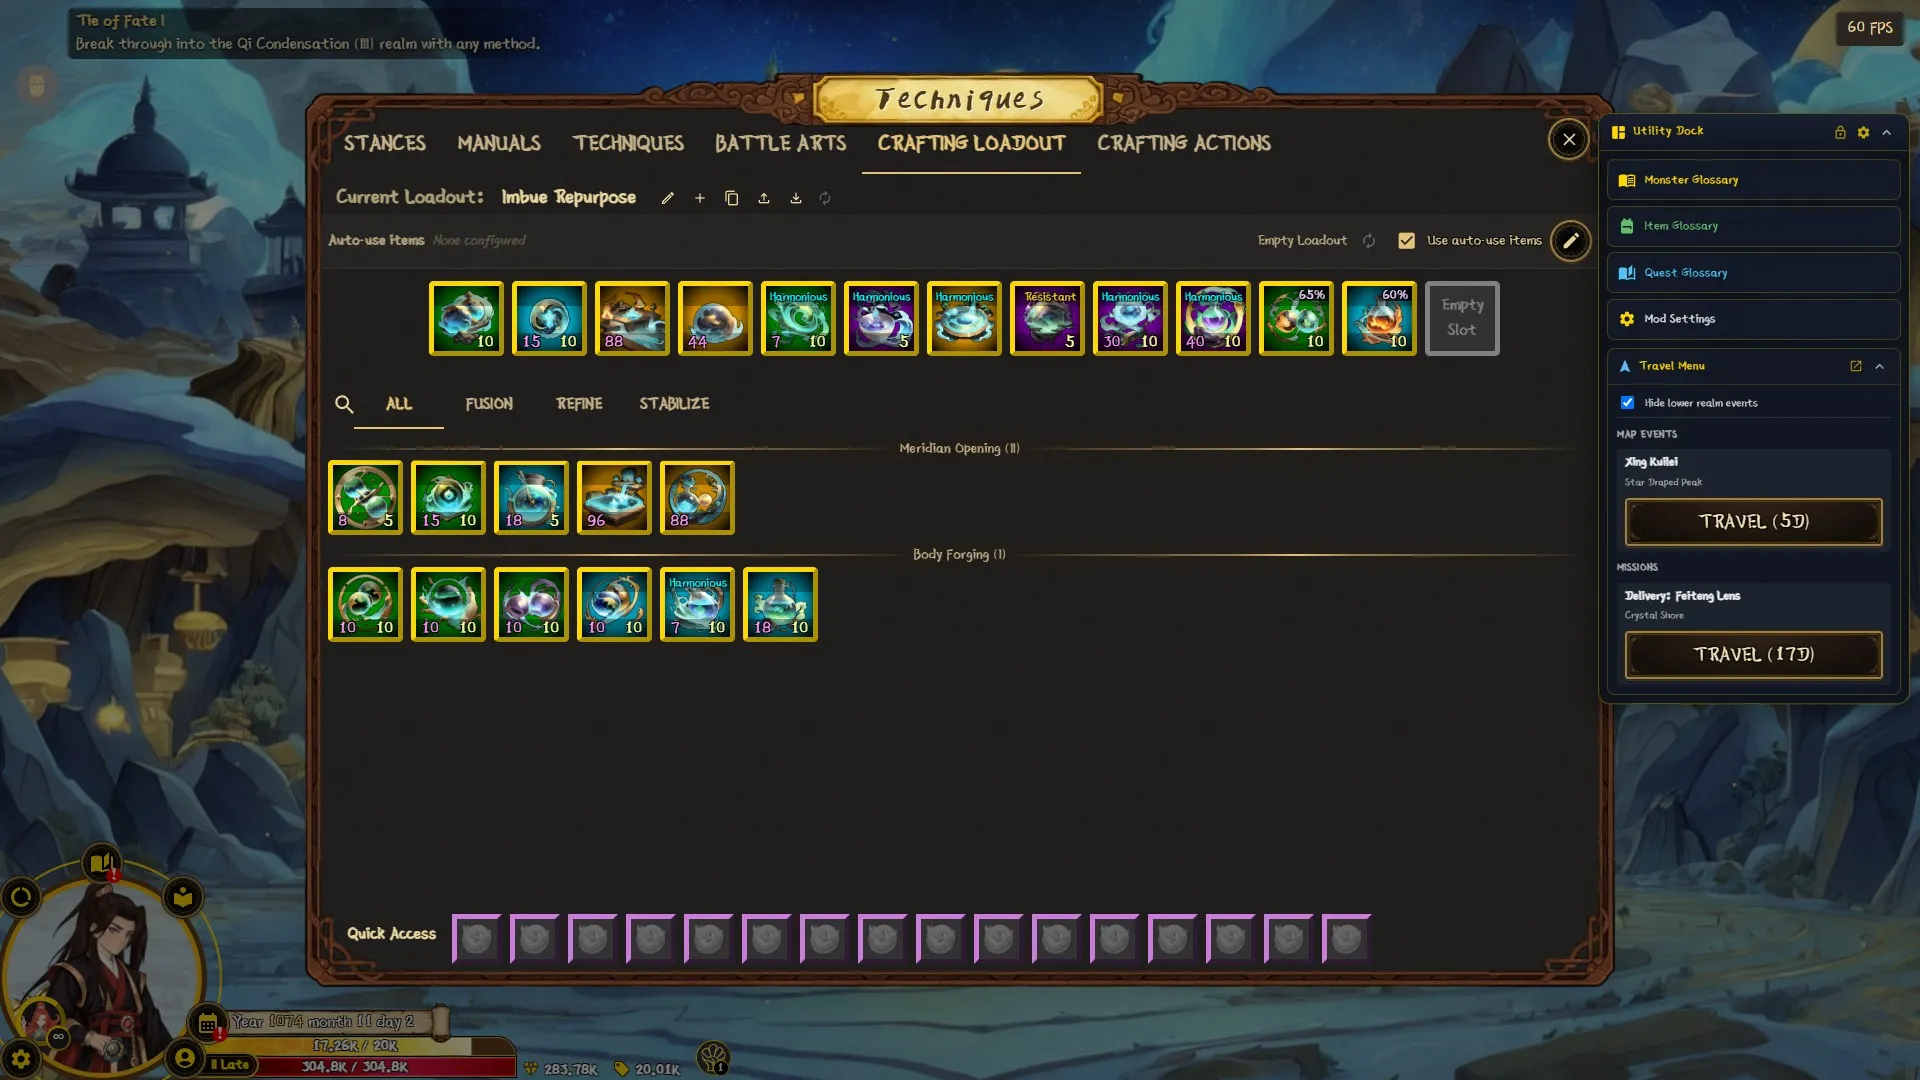 Tie of Fate I
Break through into the Qi Condensation (III) realm with any method.
60 FPS
Techniques
STANCES MANUALS TECHNIQUES BATTLE ARTS CRAFTING LOADOUT CRAFTING ACTIONS
Current Loadout: Imbue Repurpose
Auto-use items None configured
Empty Loadout Use auto-use items
10
15 10
88
44
Harmonious 7 10
Harmonious 5
Harmonious
Resistant 5
Harmonious 30 10
Harmonious 40 10
65% 10
60% 10
Empty
Slot
ALL FUSION REFINE STABILIZE
Meridian Opening (II)
8 5
15 10
18 5
96
88
Body Forging (I)
10 10
10 10
10 10
10 10
Harmonious 7 10
18 10
Quick Access
Utility Dock
Monster Glossary
Item Glossary
Quest Glossary
Mod Settings
Travel Menu
Hide lower realm events
MAP EVENTS
Xing Kuilei
Star Draped Peak
TRAVEL (5D)
MISSIONS
Delivery: Feiteng Lens
Crystal Shore
TRAVEL (17D)
Year 1074 month 11 day 2
17.26K / 20K
II Late
304.8K / 304.8K
283.78K
20.01K
1